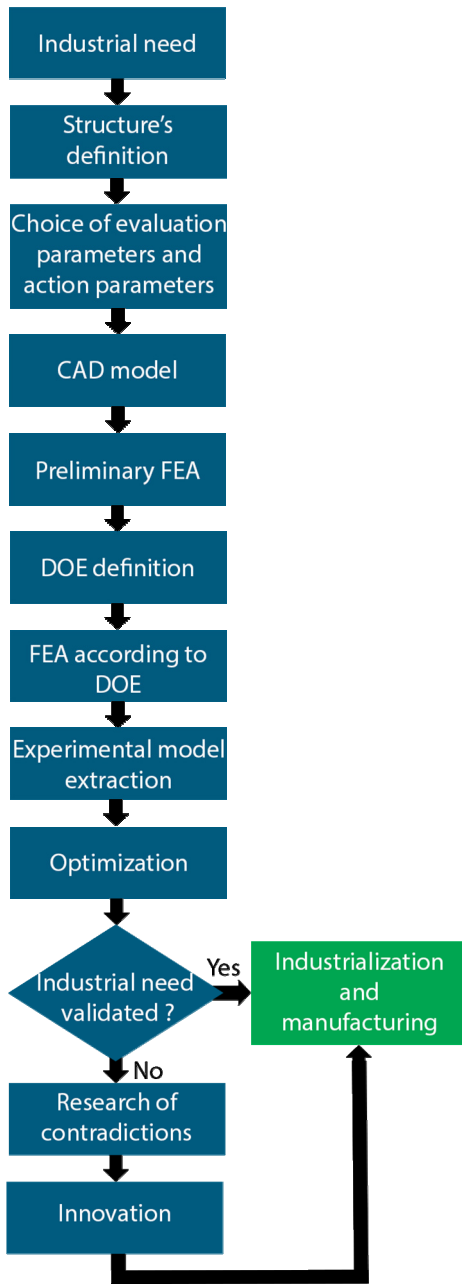 Industrial need
Structure's
definition
Choice of evaluation
parameters and
action parameters
CAD model
Preliminary FEA
DOE definition
FEA according to
DOE
Experimental model
extraction
Optimization
Industrial need
validated ?
Yes
Industrialization
and
manufacturing
No
Research of
contradictions
Innovation